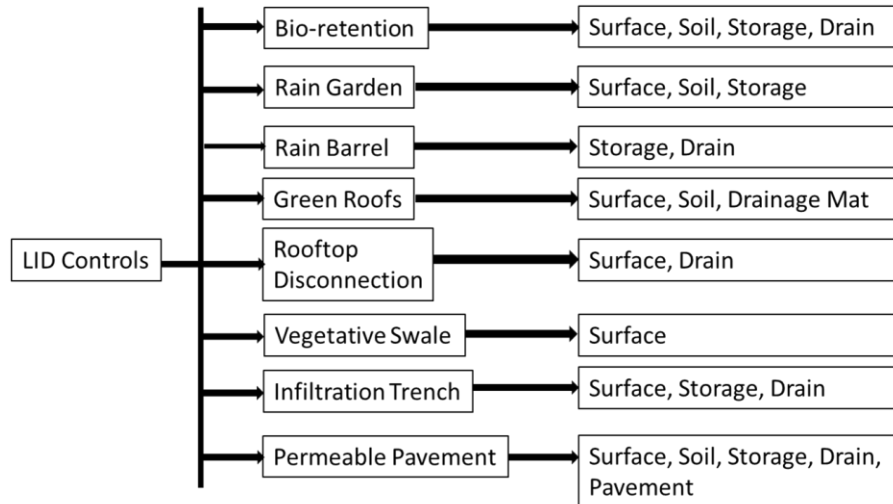 Bio-retention
Surface, Soil, Storage, Drain
Rain Garden
Surface, Soil, Storage
Rain Barrel
Storage, Drain
Green Roofs
Surface, Soil, Drainage Mat
LID Controls
Rooftop
Disconnection
Surface, Drain
Vegetative Swale
Surface
Infiltration Trench
Surface, Storage, Drain
Permeable Pavement
Surface, Soil, Storage, Drain,
Pavement